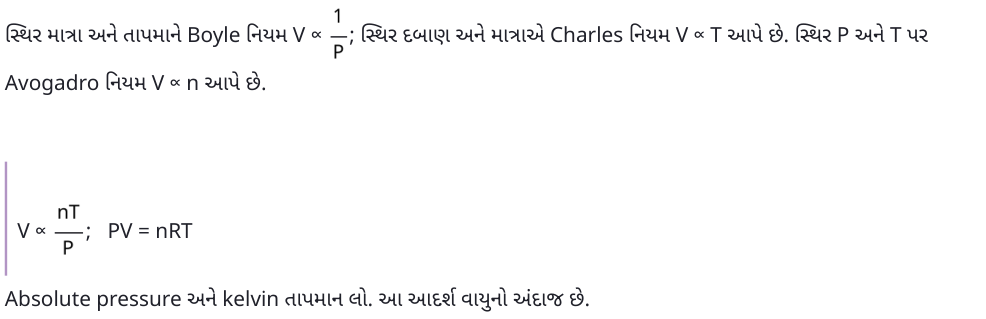 સ્થિર માત્રા અને તાપમાને Boyle નિયમ V ∝ 1/P; સ્થિર દબાણ અને માત્રાએ Charles નિયમ V ∝ T આપે છે. સ્થિર P અને T પર
Avogadro નિયમ V ∝ n આપે છે.
V ∝ nT/P; PV = nRT
Absolute pressure અને kelvin તાપમાન લો. આ આદર્શ વાયુનો અંદાજ છે.